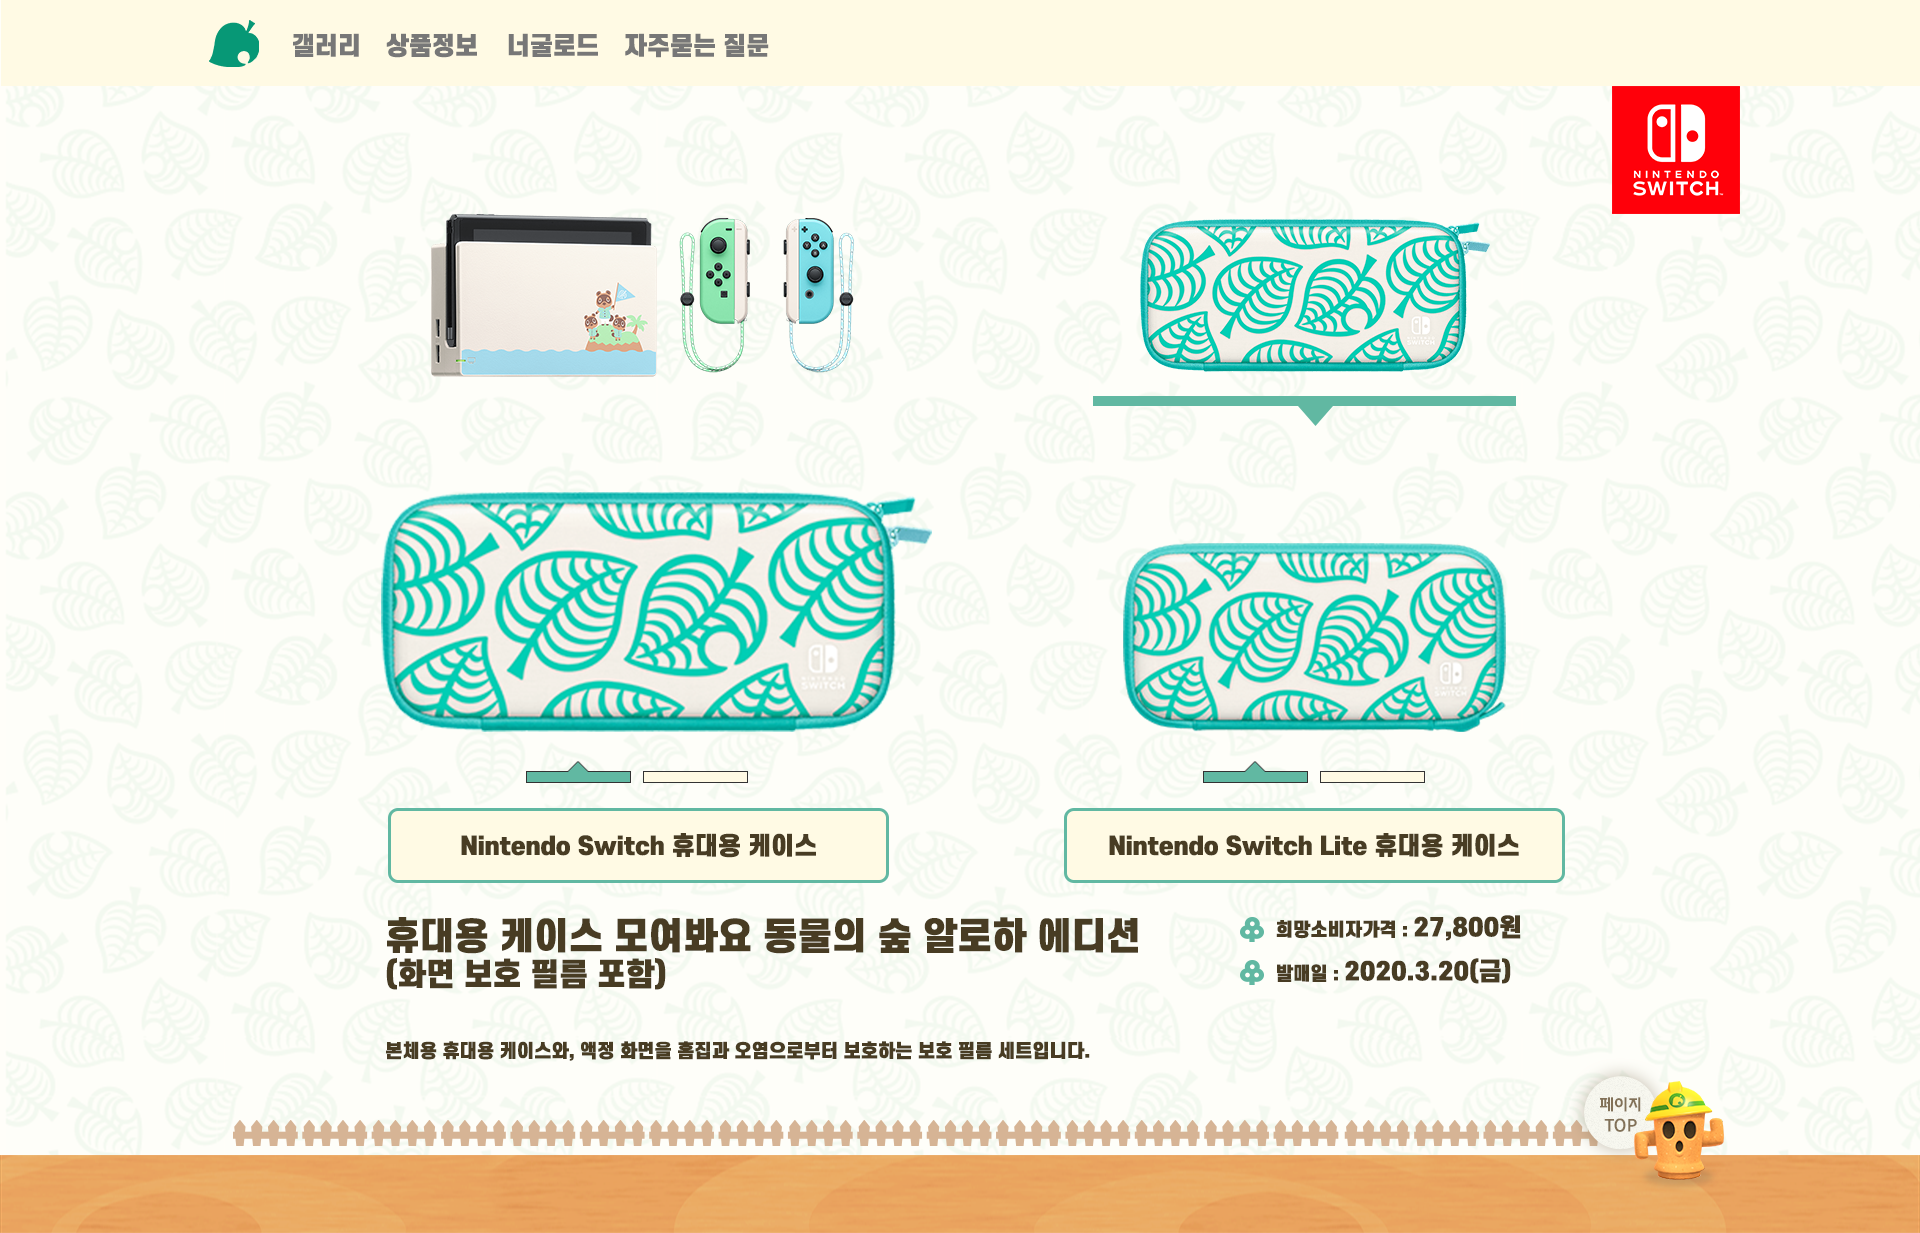 갤러리 상품정보 너굴로드 자주묻는 질문
NINTENDO
SWITCH
SWITCH
NINTENDO
SWITCH
SWITCH
Nintendo Switch 휴대용 케이스
Nintendo Switch Lite 휴대용 케이스
휴대용 케이스 모여봐요 동물의 숲 알로하 에디션
(화면 보호 필름 포함)
희망소비자가격 : 27,800원
발매일 : 2020.3.20(금)
본체용 휴대용 케이스와, 액정 화면을 흠집과 오염으로부터 보호하는 보호 필름 세트입니다.
페이지
TOP